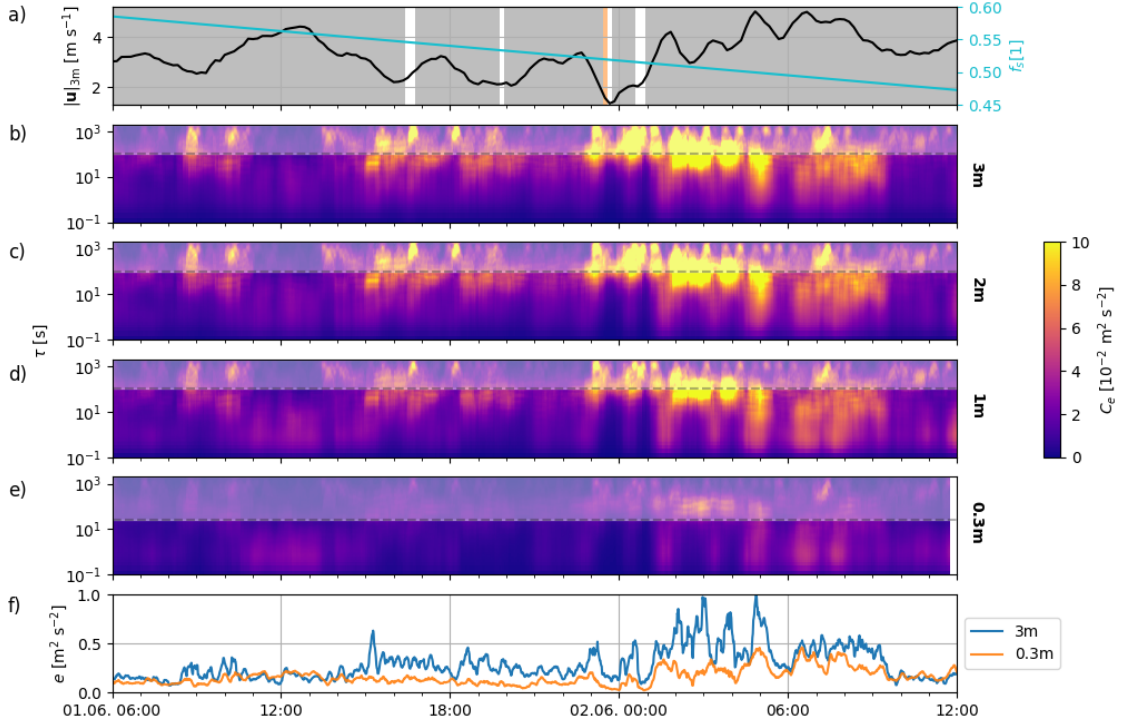 a)
|u|3m [m s⁻¹]
4
2
0.60
0.55
0.50
0.45
fs[1]
b)
10³
10¹
10⁻¹
3m
c)
10³
10¹
10⁻¹
2m
τ [s]
d)
10³
10¹
10⁻¹
1m
e)
10³
10¹
10⁻¹
0.3m
10
8
6
4
2
0
Ce [10⁻² m² s⁻²]
f)
e [m² s⁻²]
1.0
0.5
0.0
3m
0.3m
01.06. 06:00
12:00
18:00
02.06. 00:00
06:00
12:00